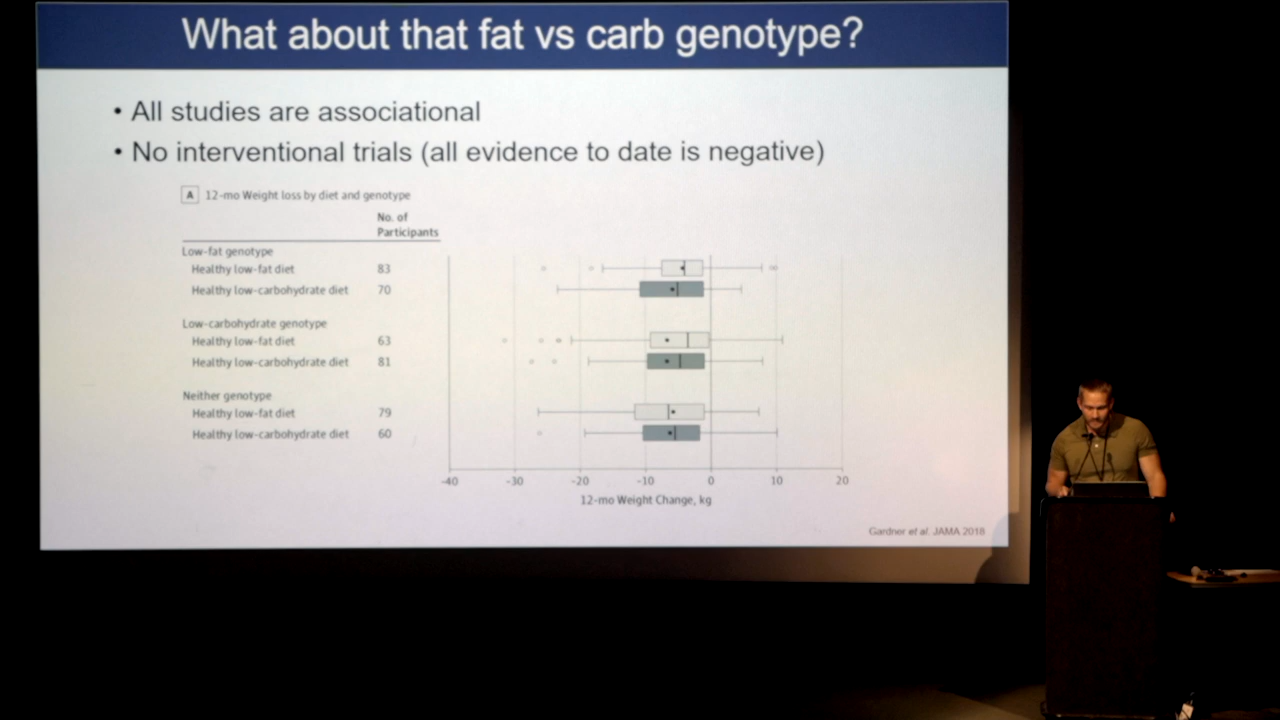 What about that fat vs carb genotype?
• All studies are associational
• No interventional trials (all evidence to date is negative)
A 12-mo Weight loss by diet and genotype
No. of
Participants
Low-fat genotype
Healthy low-fat diet 83
Healthy low-carbohydrate diet 70
Low-carbohydrate genotype
Healthy low-fat diet 63
Healthy low-carbohydrate diet 81
Neither genotype
Healthy low-fat diet 79
Healthy low-carbohydrate diet 60
-40 -30 -20 -10 0 10 20
12-mo Weight Change, kg
Gardner et al. JAMA 2018